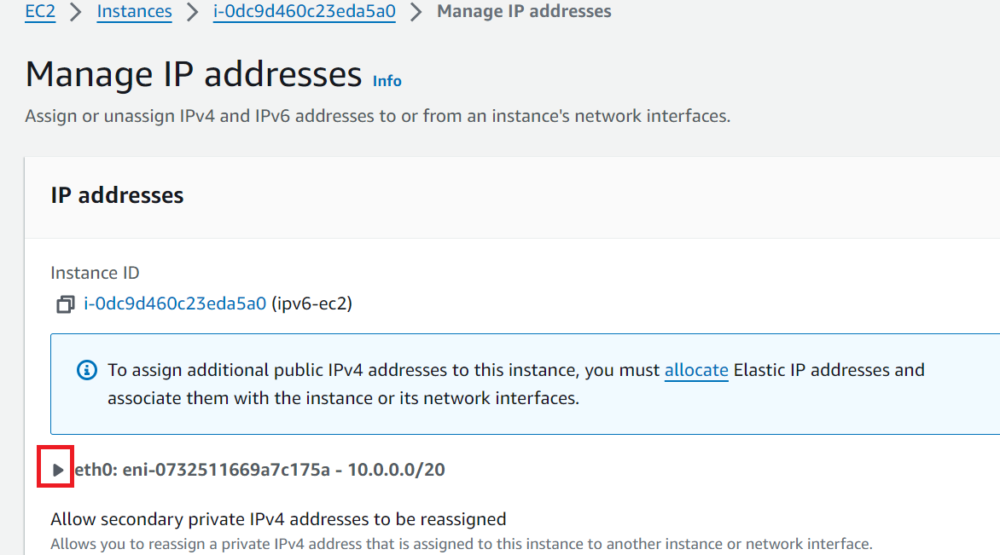 EC2 > Instances > i-0dc9d460c23eda5a0 > Manage IP addresses
Manage IP addresses Info
Assign or unassign IPv4 and IPv6 addresses to or from an instance's network interfaces.
IP addresses
Instance ID
i-0dc9d460c23eda5a0 (ipv6-ec2)
To assign additional public IPv4 addresses to this instance, you must allocate Elastic IP addresses and
associate them with the instance or its network interfaces.
eth0: eni-0732511669a7c175a - 10.0.0.0/20
Allow secondary private IPv4 addresses to be reassigned
Allows you to reassign a private IPv4 address that is assigned to this instance to another instance or network interface.